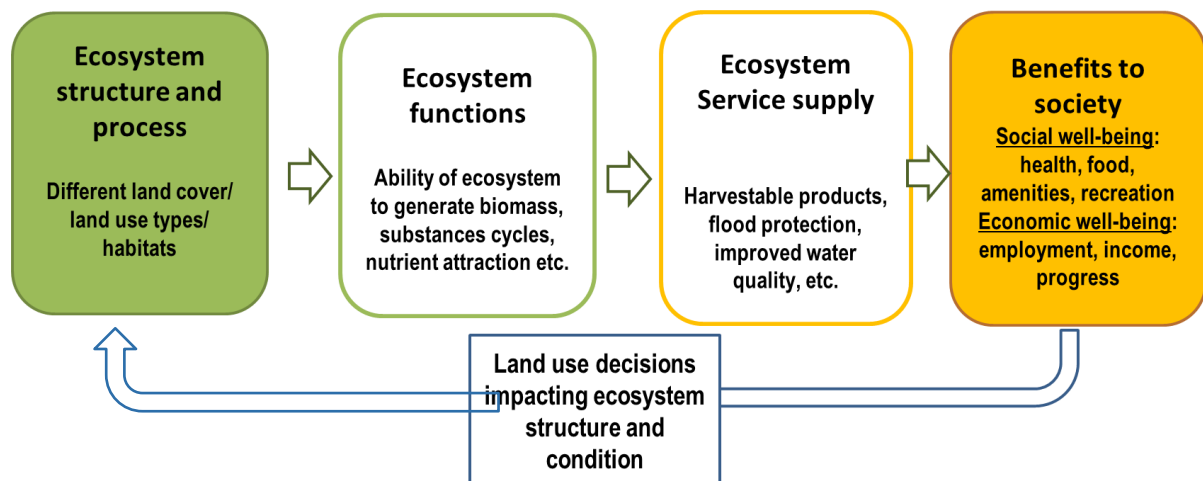 Ecosystem
structure and
process
Different land cover/
land use types/
habitats
Ecosystem
functions
Ability of ecosystem
to generate biomass,
substances cycles,
nutrient attraction etc.
Ecosystem
Service supply
Harvestable products,
flood protection,
improved water
quality, etc.
Benefits to
society
Social well-being:
health, food,
amenities, recreation
Economic well-being:
employment, income,
progress
Land use decisions
impacting ecosystem
structure and
condition